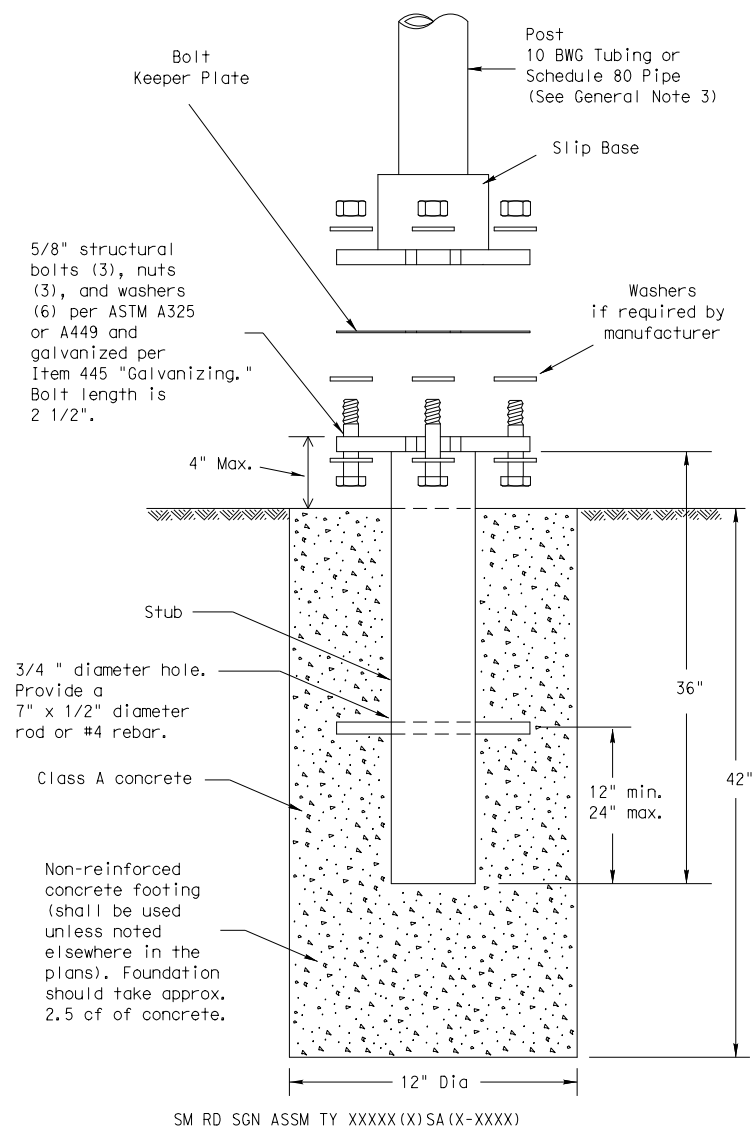 Post
10 BWG Tubing or
Schedule 80 Pipe
(See General Note 3)
Bolt
Keeper Plate
Slip Base
5/8" structural
bolts (3), nuts
(3), and washers
(6) per ASTM A325
or A449 and
galvanized per
Item 445 "Galvanizing."
Bolt length is
2 1/2".
Washers
if required by
manufacturer
4" Max.
Stub
3/4 " diameter hole.
Provide a
7" x 1/2" diameter
rod or #4 rebar.
36"
Class A concrete
12" min.
24" max.
42"
Non-reinforced
concrete footing
(shall be used
unless noted
elsewhere in the
plans). Foundation
should take approx.
2.5 cf of concrete.
12" Dia
SM RD SGN ASSM TY XXXXX(X)SA(X-XXXX)